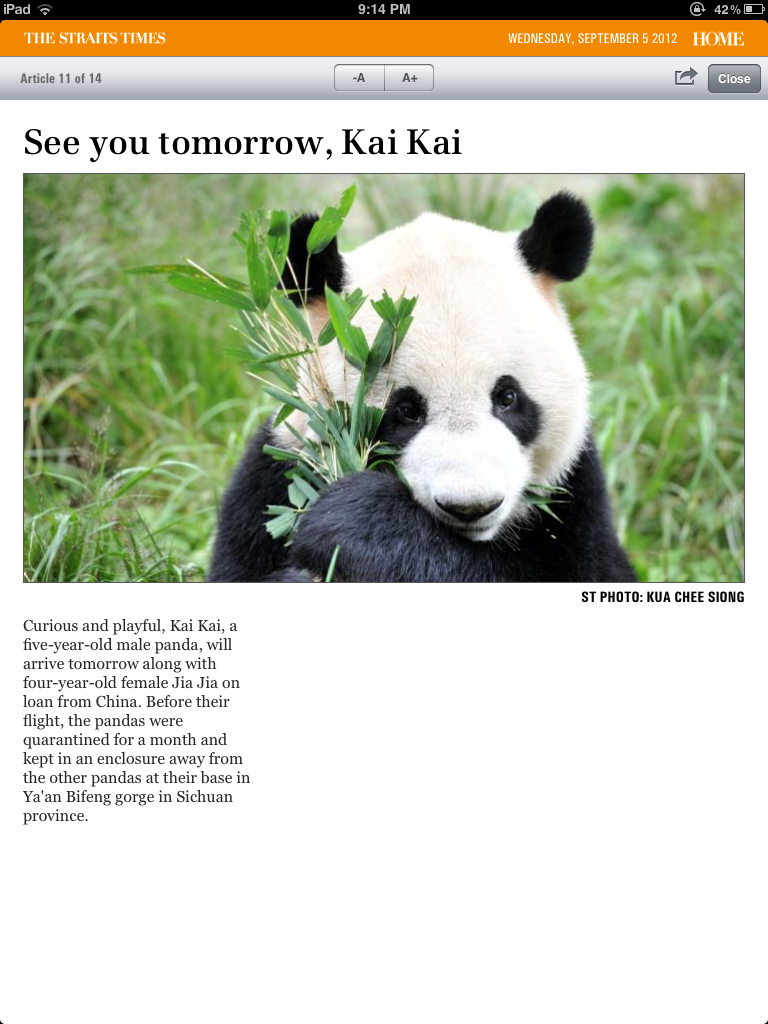 iPad 9:14 PM 42%
THE STRAITS TIMES WEDNESDAY, SEPTEMBER 5 2012 HOME
Article 11 of 14 -A A+ Close
See you tomorrow, Kai Kai
ST PHOTO: KUA CHEE SIONG
Curious and playful, Kai Kai, a
five-year-old male panda, will
arrive tomorrow along with
four-year-old female Jia Jia on
loan from China. Before their
flight, the pandas were
quarantined for a month and
kept in an enclosure away from
the other pandas at their base in
Ya'an Bifeng gorge in Sichuan
province.